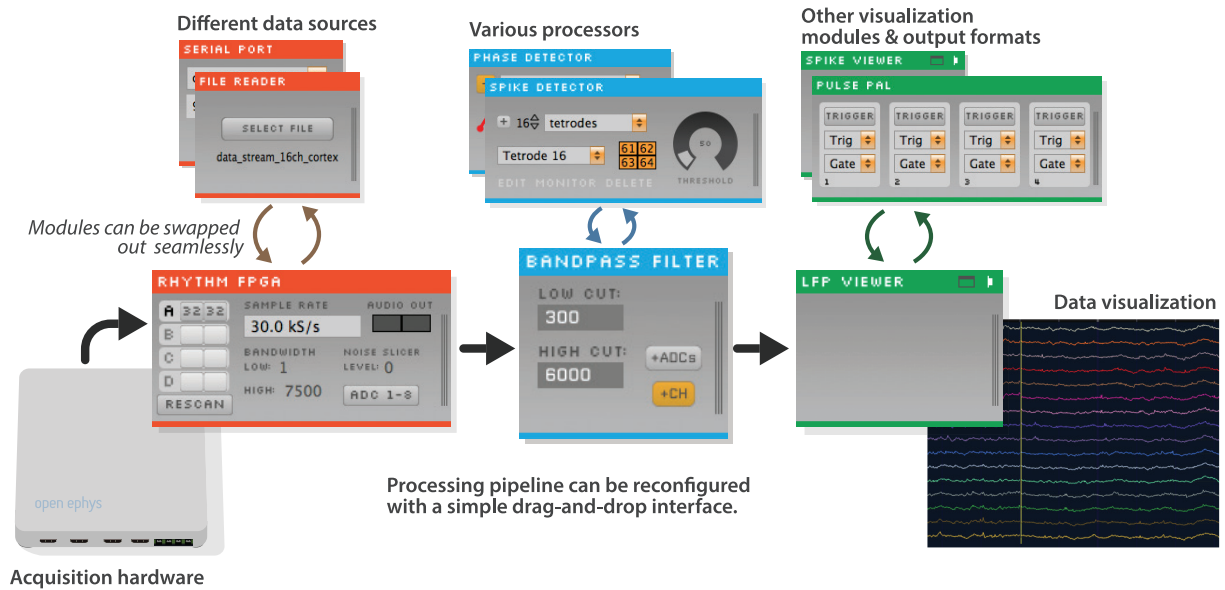 Different data sources
SERIAL PORT
FILE READER
SELECT FILE
data_stream_16ch_cortex
Various processors
PHASE DETECTOR
SPIKE DETECTOR
+ 16 tetrodes
Tetrode 16
61 62
63 64
50
THRESHOLD
EDIT MONITOR DELETE
Other visualization
modules & output formats
SPIKE VIEWER
PULSE PAL
TRIGGER TRIGGER TRIGGER TRIGGER
Trig Trig Trig Trig
Gate Gate Gate Gate
1 2 3 4
Modules can be swapped
out seamlessly
RHYTHM FPGA
A 32 32
B
C
D
RESCAN
SAMPLE RATE
30.0 kS/s
BANDWIDTH
LOW: 1
HIGH: 7500
AUDIO OUT
NOISE SLICER
LEVEL: 0
ADC 1-8
BANDPASS FILTER
LOW CUT:
300
HIGH CUT:
6000
+ADCs
+CH
LFP VIEWER
Data visualization
Processing pipeline can be reconfigured
with a simple drag-and-drop interface.
open ephys
Acquisition hardware